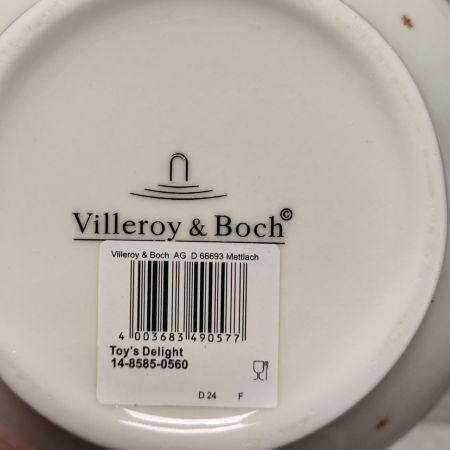 Villeroy & Boch©
Villeroy & Boch AG D 66693 Mettlach
4 003683 490577
Toy's Delight
14-8585-0560
D 24 F